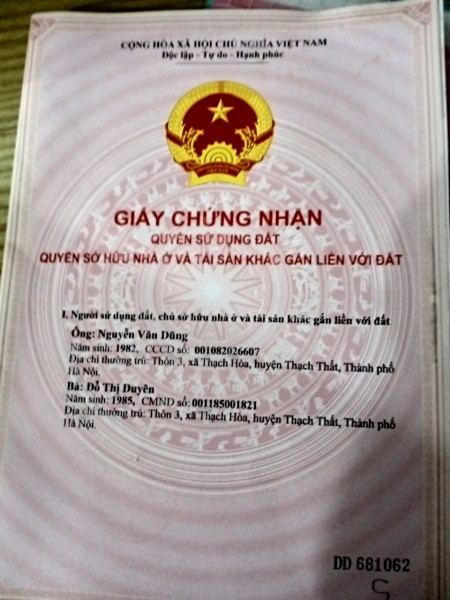 CỘNG HÒA XÃ HỘI CHỦ NGHĨA VIỆT NAM
Độc lập - Tự do - Hạnh phúc
GIẤY CHỨNG NHẬN
QUYỀN SỬ DỤNG ĐẤT
QUYỀN SỞ HỮU NHÀ Ở VÀ TÀI SẢN KHÁC GẮN LIỀN VỚI ĐẤT
I. Người sử dụng đất, chủ sở hữu nhà ở và tài sản khác gắn liền với đất
Ông: Nguyễn Văn Dũng
Năm sinh: 1982, CCCD số: 001082026607
Địa chỉ thường trú: Thôn 3, xã Thạch Hòa, huyện Thạch Thất, Thành phố
Hà Nội.
Bà: Đỗ Thị Duyên
Năm sinh: 1985, CMND số: 001185001821
Địa chỉ thường trú: Thôn 3, xã Thạch Hòa, huyện Thạch Thất, Thành phố
Hà Nội.
DD 681062